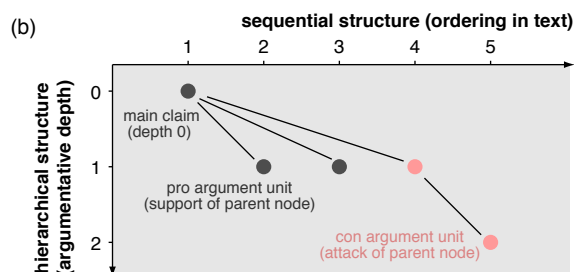 (b)
sequential structure (ordering in text)
1 2 3 4 5
hierarchical structure
(argumentative depth)
0
main claim
(depth 0)
1
pro argument unit
(support of parent node)
con argument unit
(attack of parent node)
2